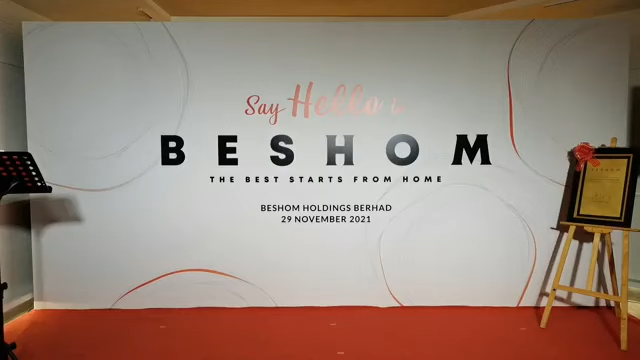 Say Hello
BESHOM
THE BEST STARTS FROM HOME
BESHOM HOLDINGS BERHAD
29 NOVEMBER 2021